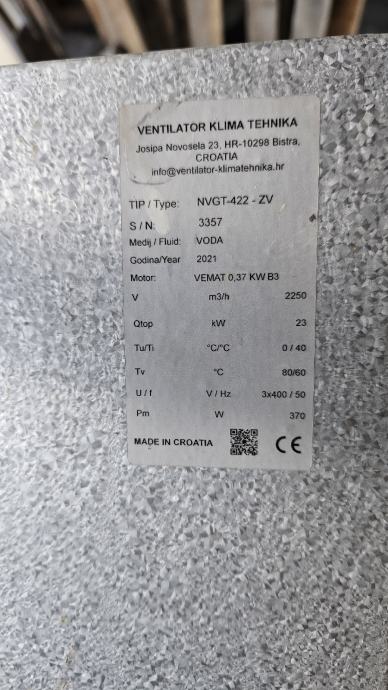 VENTILATOR KLIMA TEHNIKA
Josipa Novosela 23, HR-10298 Bistra,
CROATIA
info@ventilator-klimatehnika.hr
TIP / Type: NVGT-422 - ZV
S / N: 3357
Medij / Fluid: VODA
Godina/Year 2021
Motor: VEMAT 0,37 KW B3
V m3/h 2250
Qtop kW 23
Tu/Ti °C/°C 0 / 40
Tv °C 80/60
U / f V / Hz 3x400 / 50
Pm W 370
MADE IN CROATIA CE